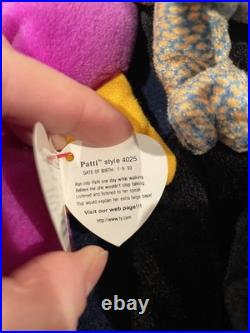 Patti™ style 4025
DATE OF BIRTH: 1-6-93
Ran into Patti one day while walking
Believe me she wouldn't stop talking
Listened and listened to her speak
That would explain her extra large beak!
Visit our web page!!!
http://www.ty.com